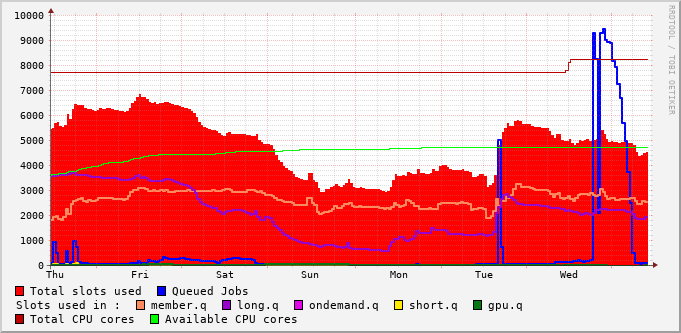 10000
9000
8000
7000
6000
5000
4000
3000
2000
1000
0
Thu Fri Sat Sun Mon Tue Wed
RRDTOOL / TOBI OETIKER
Total slots used Queued Jobs
Slots used in : member.q long.q ondemand.q short.q gpu.q
Total CPU cores Available CPU cores